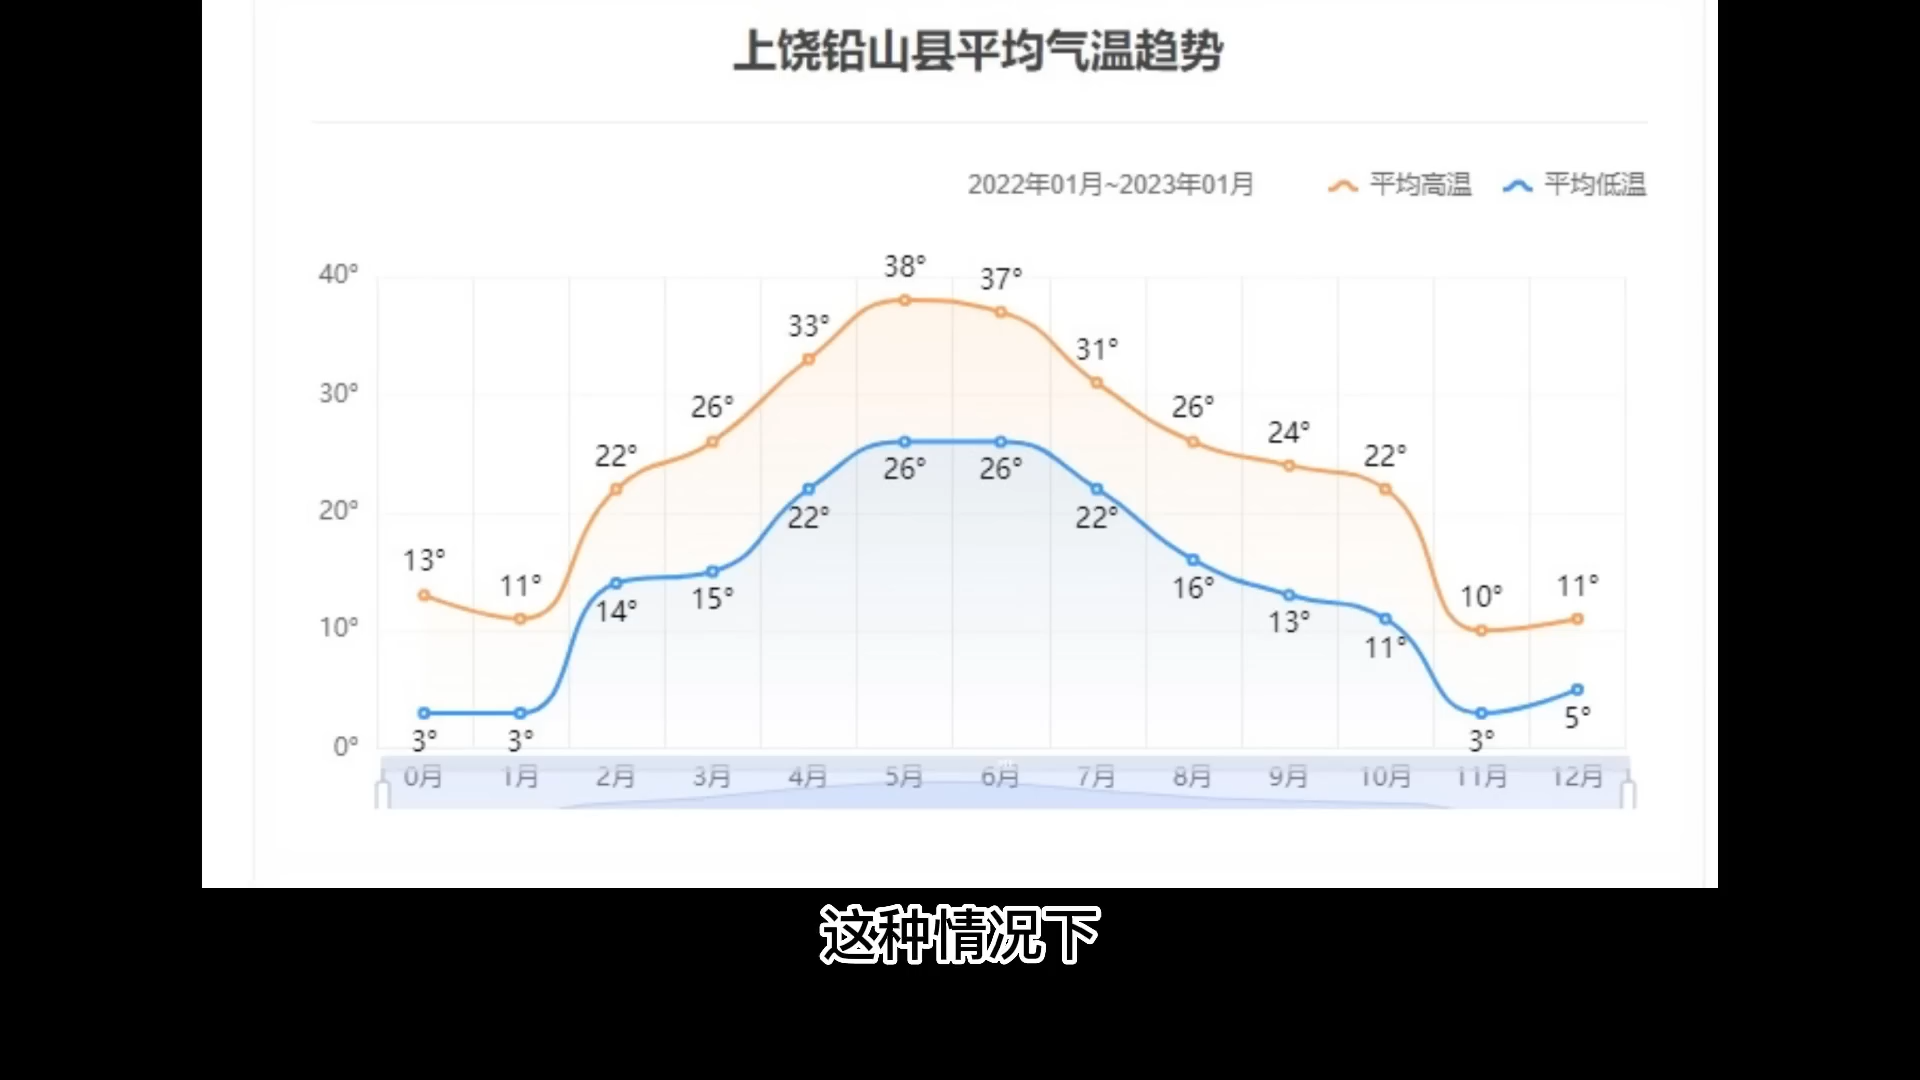 上饶铅山县平均气温趋势
2022年01月~2023年01月 平均高温 平均低温
40°
30°
20°
10°
0°
13° 11° 22° 26° 33° 38° 37° 31° 26° 24° 22° 10° 11°
3° 3° 14° 15° 22° 26° 26° 22° 16° 13° 11° 3° 5°
0月 1月 2月 3月 4月 5月 6月 7月 8月 9月 10月 11月 12月
这种情况下